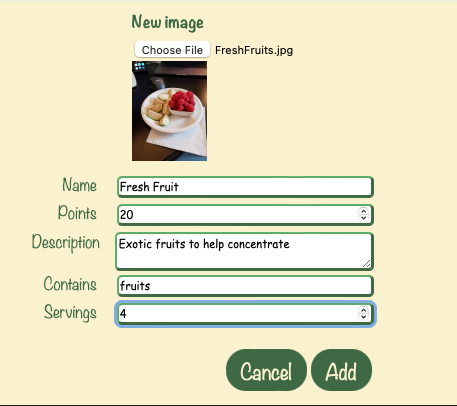 New image
Choose File FreshFruits.jpg
Name Fresh Fruit
Points 20
Description Exotic fruits to help concentrate
Contains fruits
Servings 4
Cancel Add